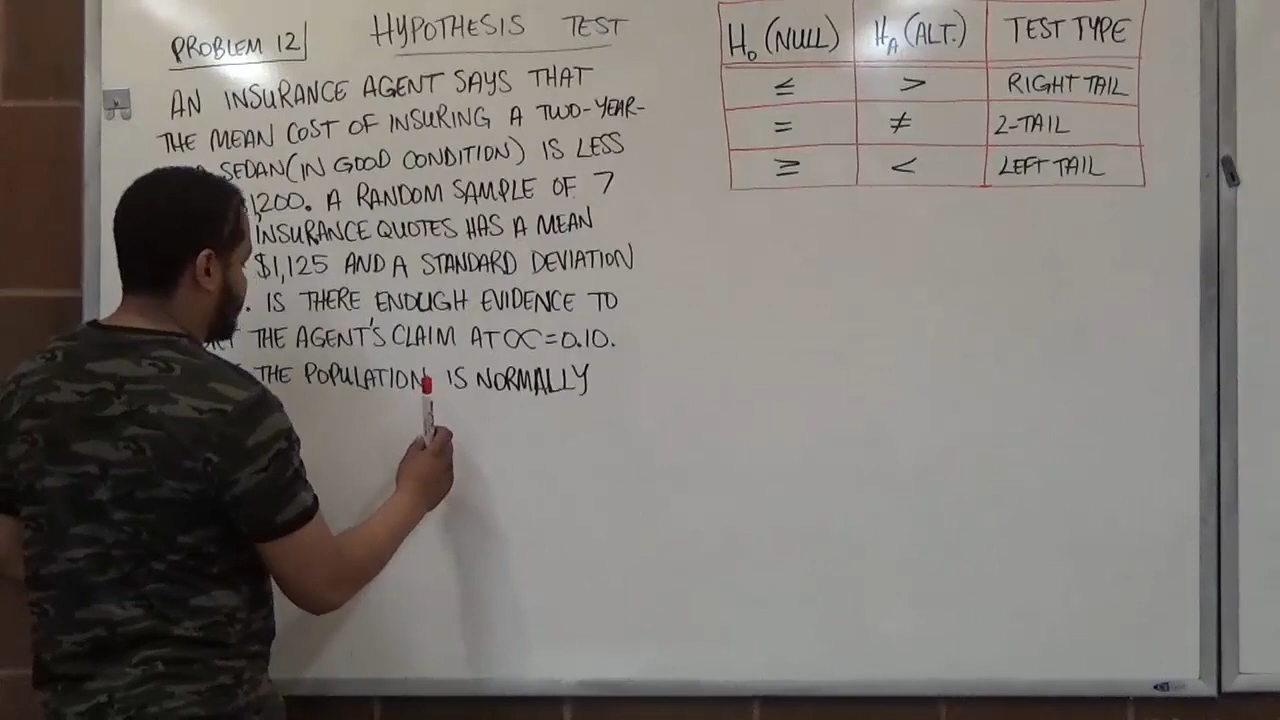 PROBLEM 12
HYPOTHESIS TEST
AN INSURANCE AGENT SAYS THAT
THE MEAN COST OF INSURING A TWO-YEAR-
SEDAN (IN GOOD CONDITION) IS LESS
1,200. A RANDOM SAMPLE OF 7
INSURANCE QUOTES HAS A MEAN
$1,125 AND A STANDARD DEVIATION
. IS THERE ENOUGH EVIDENCE TO
THE AGENT'S CLAIM AT α=0.10.
THE POPULATION IS NORMALLY
H₀ (NULL) Hₐ (ALT.) TEST TYPE
≤ > RIGHT TAIL
= ≠ 2-TAIL
≥ < LEFT TAIL